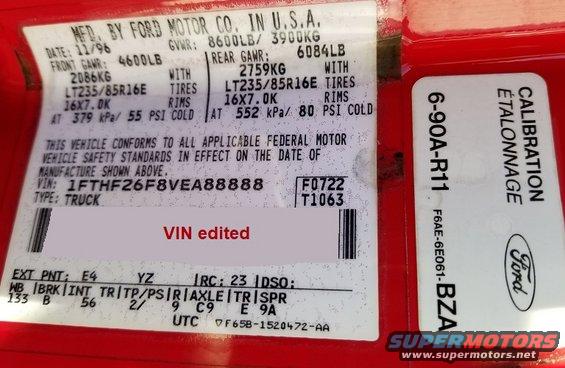 MFD. BY FORD MOTOR CO. IN U.S.A.
DATE: 11/96 GVWR: 8600LB/ 3900KG
FRONT GAWR: 4600LB REAR GAWR: 6084LB
2086KG WITH 2759KG WITH
LT235/85R16E TIRES LT235/85R16E TIRES
16X7.0K RIMS 16X7.0K RIMS
AT 379 kPa/ 55 PSI COLD AT 552 kPa/ 80 PSI COLD
THIS VEHICLE CONFORMS TO ALL APPLICABLE FEDERAL MOTOR
VEHICLE SAFETY STANDARDS IN EFFECT ON THE DATE OF
MANUFACTURE SHOWN ABOVE.
VIN: 1FTHF26F8VEA88888 F0722
TYPE: TRUCK T1063
VIN edited
EXT PNT: E4 YZ RC: 23 DSO:
WB BRK INT TR TP/PS R AXLE TR SPR
133 B 56 2/ 9 C9 E 9A
UTC F65B-1520472-AA
CALIBRATION
ÉTALONNAGE
6-90A-R11
F6AE-6E061-BZA
Ford
SUPERMOTORS
www.supermotors.net